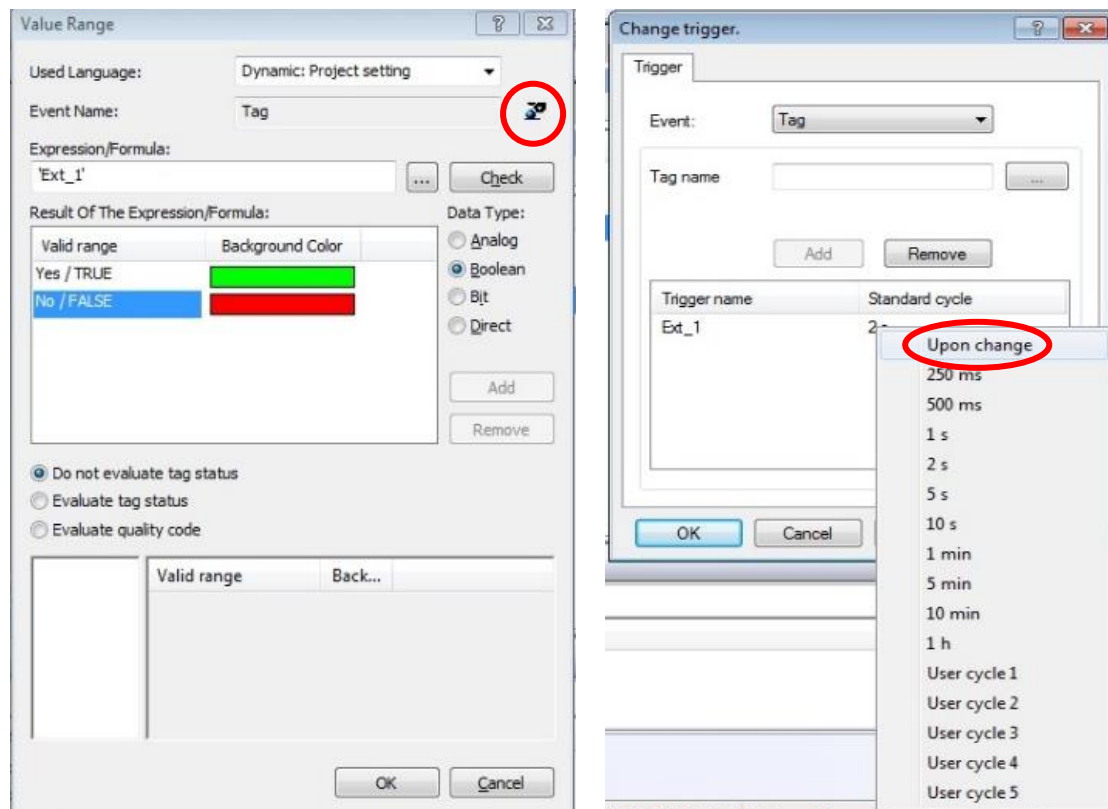 Value Range
Used Language: Dynamic: Project setting
Event Name: Tag
Expression/Formula:
'Ext_1' ... Check
Result Of The Expression/Formula: Data Type:
Valid range Background Color
Yes / TRUE
No / FALSE
Analog
Boolean
Bit
Direct
Add
Remove
Do not evaluate tag status
Evaluate tag status
Evaluate quality code
Valid range Back...
OK Cancel
Change trigger.
Trigger
Event: Tag
Tag name ...
Add Remove
Trigger name Standard cycle
Ext_1 2
Upon change
250 ms
500 ms
1 s
2 s
5 s
10 s
1 min
5 min
10 min
1 h
User cycle 1
User cycle 2
User cycle 3
User cycle 4
User cycle 5
OK Cancel